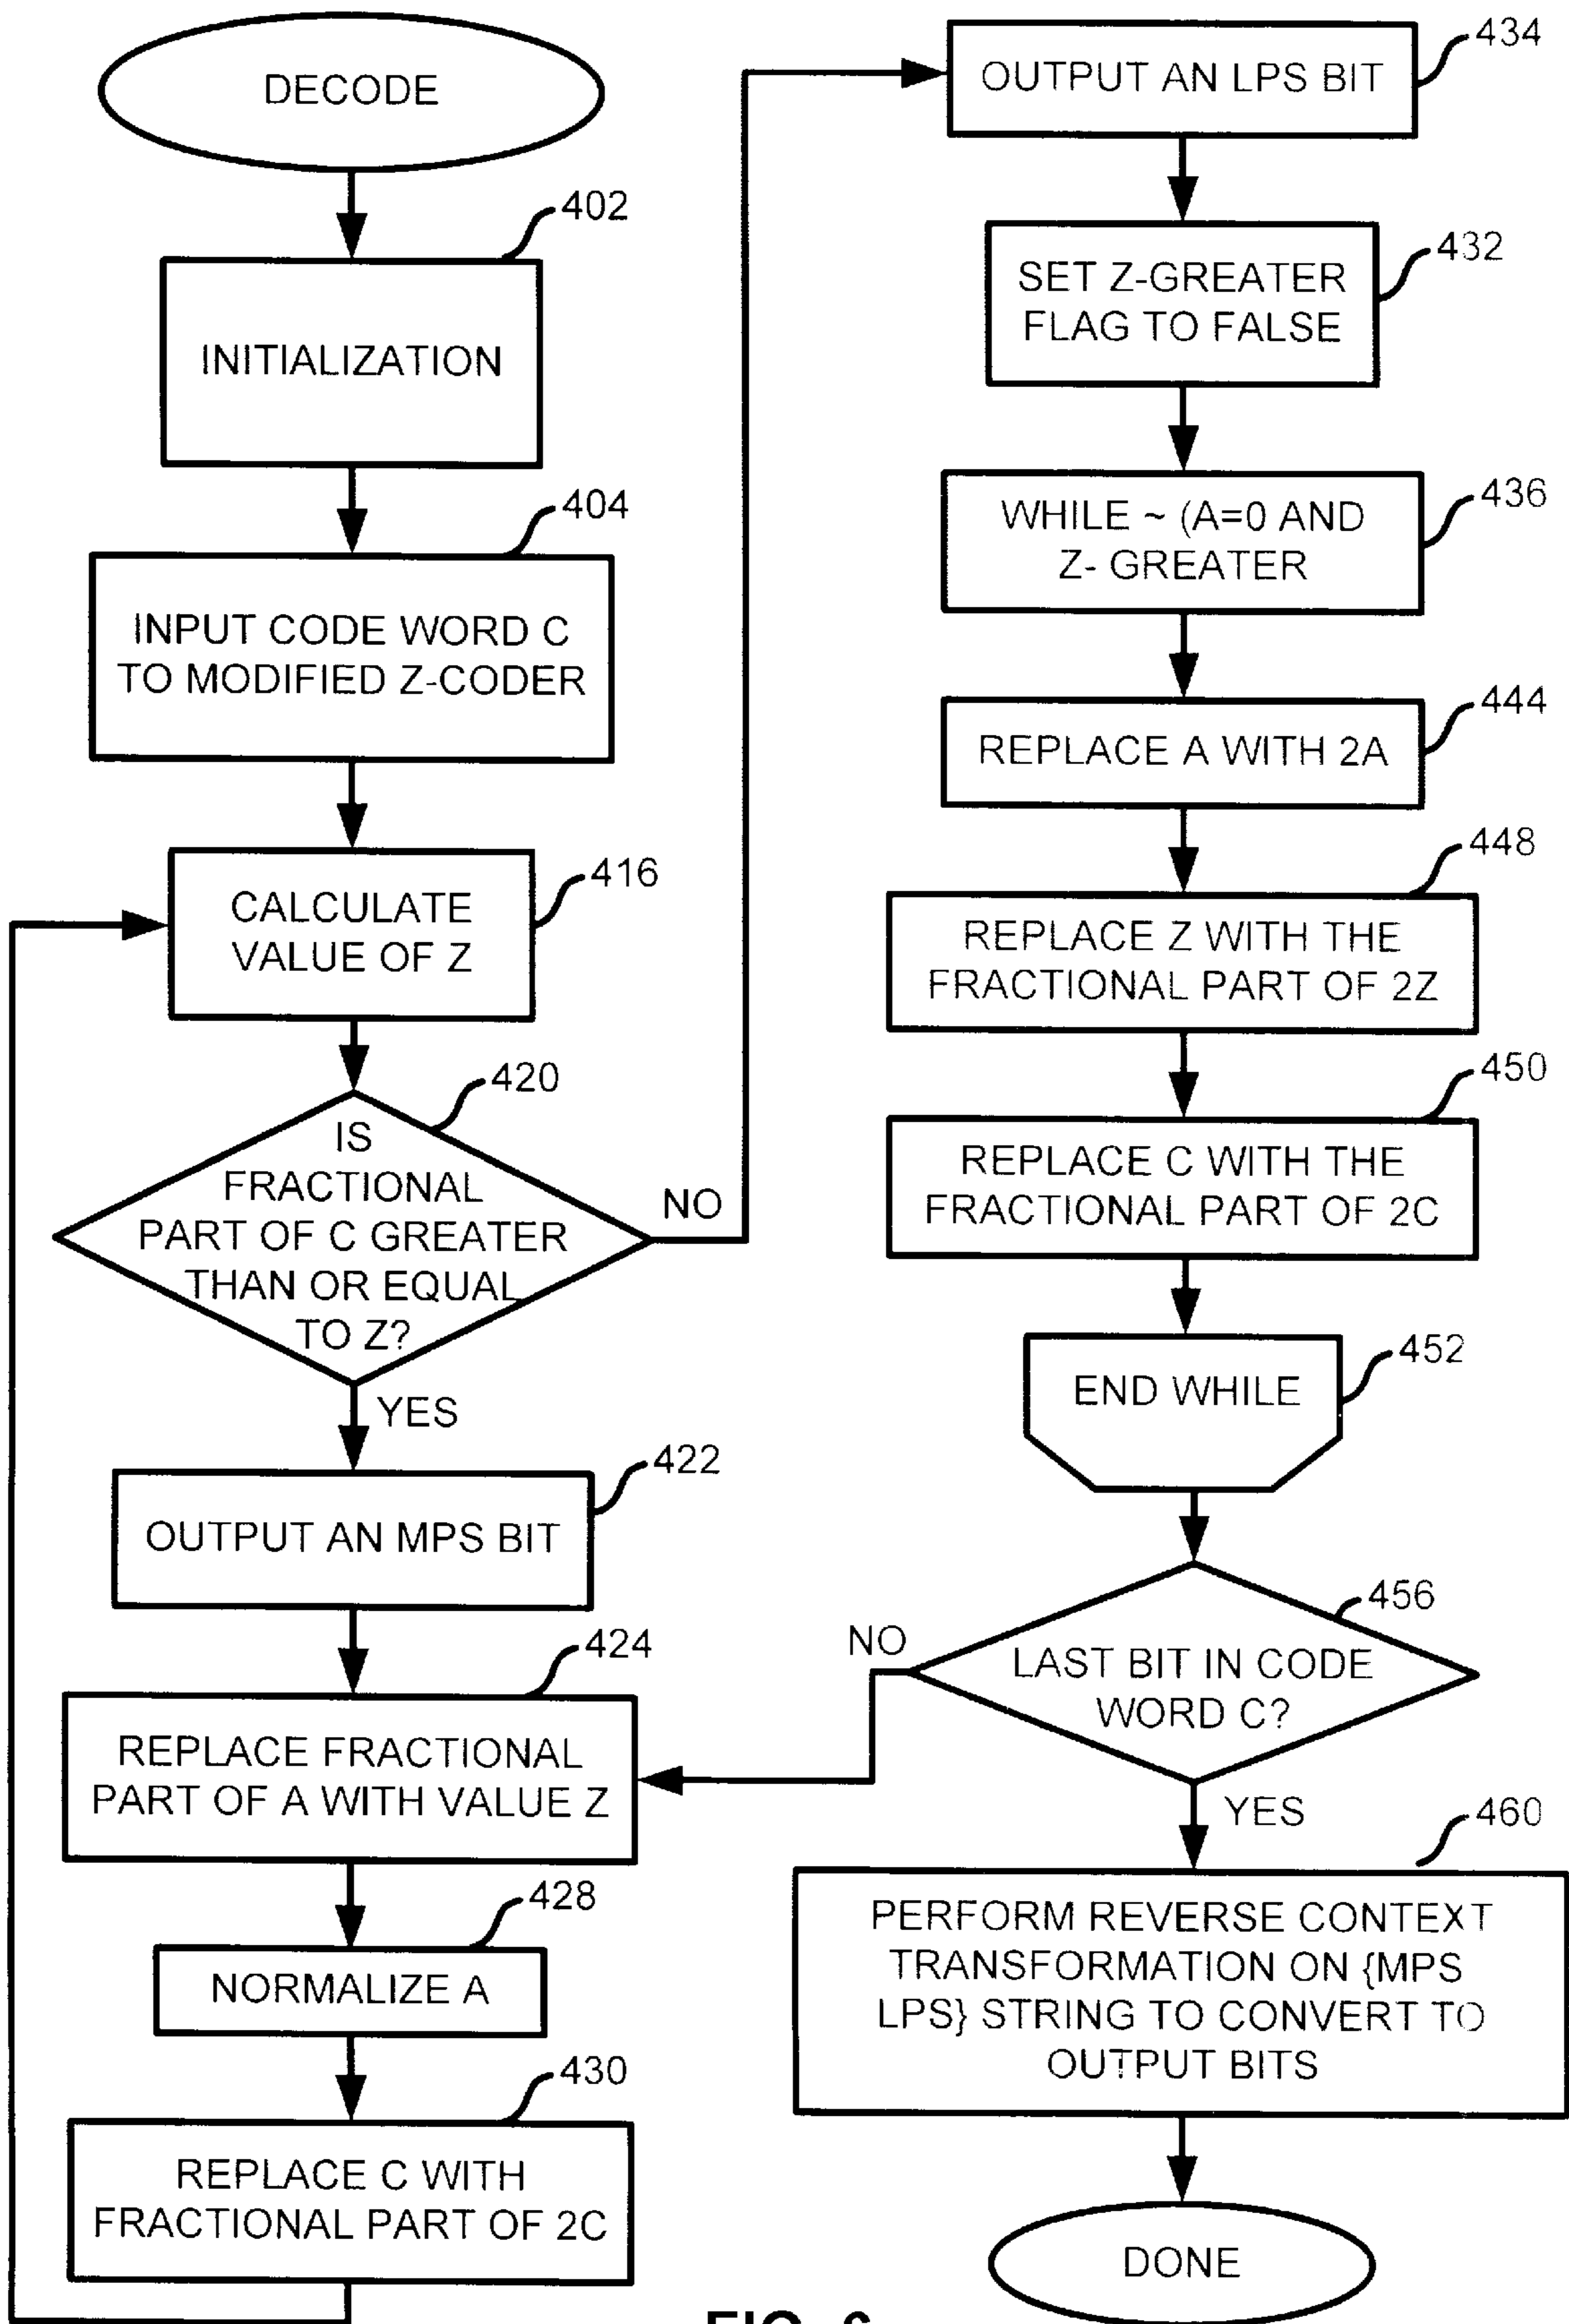 DECODE
402
INITIALIZATION
404
INPUT CODE WORD C
TO MODIFIED Z-CODER
416
CALCULATE
VALUE OF Z
420
IS
FRACTIONAL
PART OF C GREATER
THAN OR EQUAL
TO Z?
NO
YES
422
OUTPUT AN MPS BIT
424
REPLACE FRACTIONAL
PART OF A WITH VALUE Z
428
NORMALIZE A
430
REPLACE C WITH
FRACTIONAL PART OF 2C
434
OUTPUT AN LPS BIT
432
SET Z-GREATER
FLAG TO FALSE
436
WHILE ~ (A=0 AND
Z- GREATER
444
REPLACE A WITH 2A
448
REPLACE Z WITH THE
FRACTIONAL PART OF 2Z
450
REPLACE C WITH THE
FRACTIONAL PART OF 2C
452
END WHILE
456
LAST BIT IN CODE
WORD C?
NO
YES
460
PERFORM REVERSE CONTEXT
TRANSFORMATION ON {MPS
LPS} STRING TO CONVERT TO
OUTPUT BITS
DONE